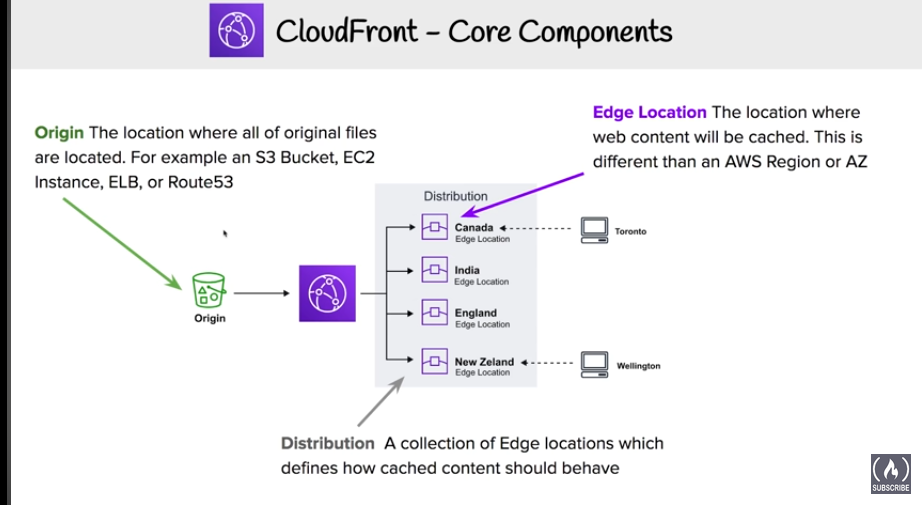 CloudFront - Core Components
Edge Location The location where
web content will be cached. This is
different than an AWS Region or AZ
Origin The location where all of original files
are located. For example an S3 Bucket, EC2
Instance, ELB, or Route53
Distribution
Canada
Edge Location
Toronto
India
Edge Location
Origin
England
Edge Location
New Zeland
Edge Location
Wellington
Distribution A collection of Edge locations which
defines how cached content should behave
SUBSCRIBE